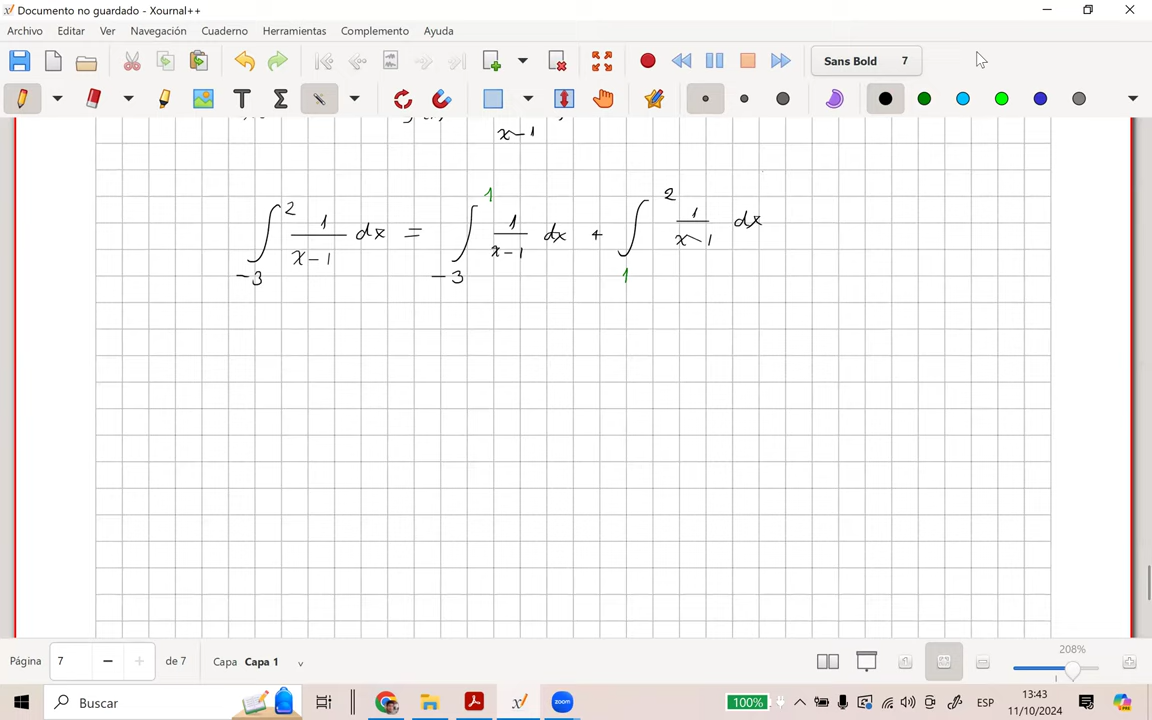 Documento no guardado - Xournal++
Archivo Editar Ver Navegación Cuaderno Herramientas Complemento Ayuda
Sans Bold 7
x-1
∫_{-3}^{2} 1/(x-1) dx = ∫_{-3}^{1} 1/(x-1) dx + ∫_{1}^{2} 1/(x-1) dx
Página 7 de 7 Capa Capa 1
208%
Buscar
zoom
100%
ESP
13:43
11/10/2024